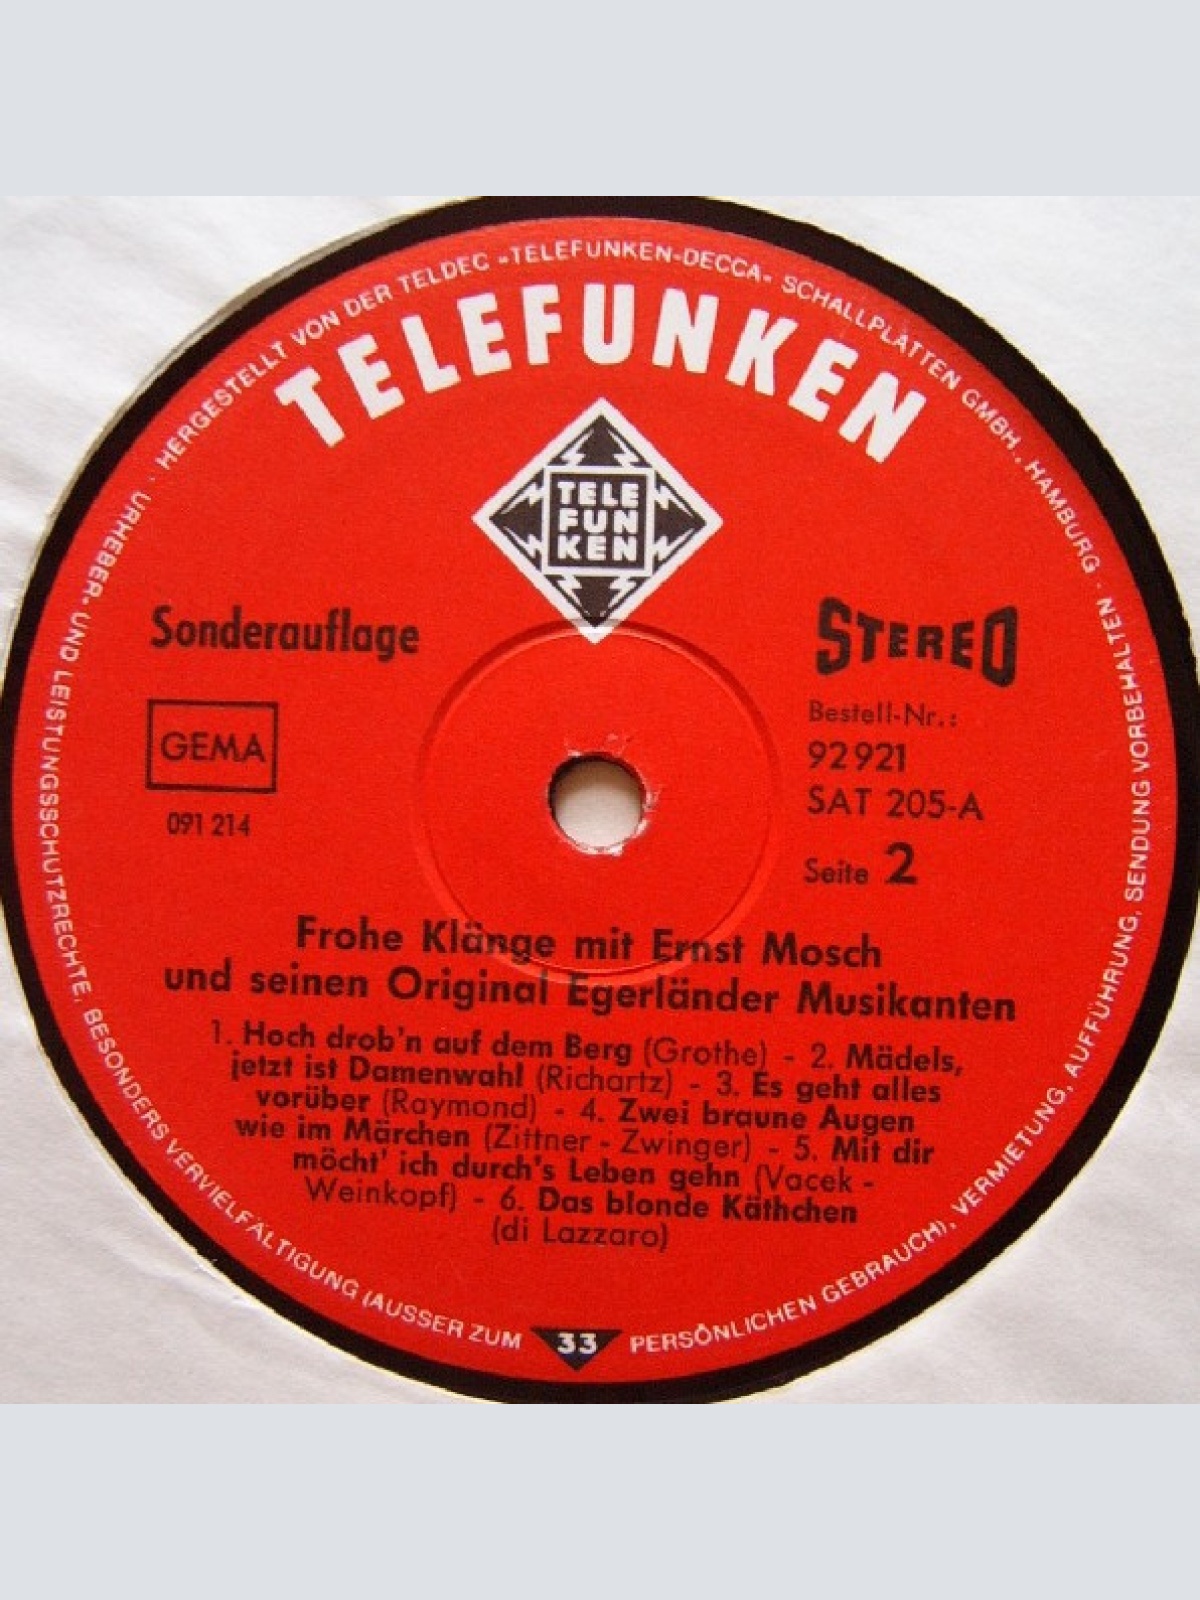 HERGESTELLT VON DER TELDEC »TELEFUNKEN-DECCA« SCHALLPLATTEN GMBH., HAMBURG · URHEBER- UND LEISTUNGSSCHUTZRECHTE, BESONDERS VERVIELFÄLTIGUNG (AUSSER ZUM PERSÖNLICHEN GEBRAUCH), VERMIETUNG, AUFFÜHRUNG, SENDUNG VORBEHALTEN ·
TELEFUNKEN
TELE
FUN
KEN
Sonderauflage
STEREO
GEMA
091 214
Bestell-Nr.:
92 921
SAT 205-A
Seite 2
Frohe Klänge mit Ernst Mosch
und seinen Original Egerländer Musikanten
1. Hoch drob'n auf dem Berg (Grothe) - 2. Mädels,
jetzt ist Damenwahl (Richartz) - 3. Es geht alles
vorüber (Raymond) - 4. Zwei braune Augen
wie im Märchen (Zittner - Zwinger) - 5. Mit dir
möcht' ich durch's Leben gehn (Vacek -
Weinkopf) - 6. Das blonde Käthchen
(di Lazzaro)
33